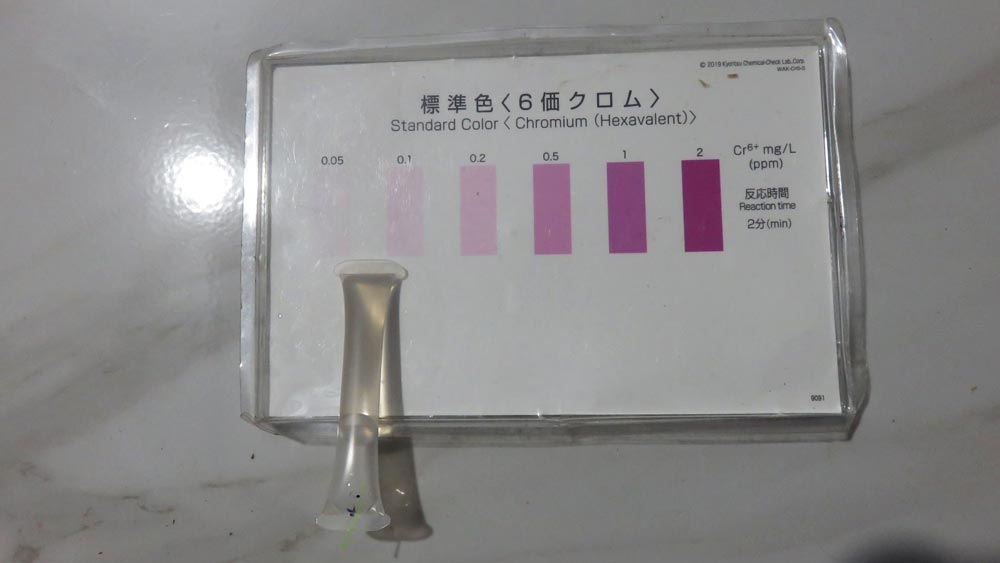 © 2019 Kyoritsu Chemical-Check Lab., Corp.
WAK-Cr6-S
標準色〈6価クロム〉
Standard Color〈 Chromium (Hexavalent)〉
0.05 0.1 0.2 0.5 1 2 Cr6+ mg/L
(ppm)
反応時間
Reaction time
2分(min)